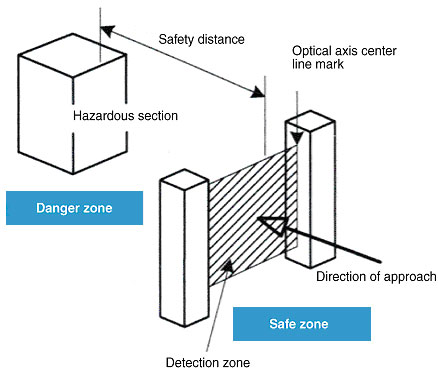 Safety distance
Optical axis center
line mark
Hazardous section
Danger zone
Direction of approach
Safe zone
Detection zone